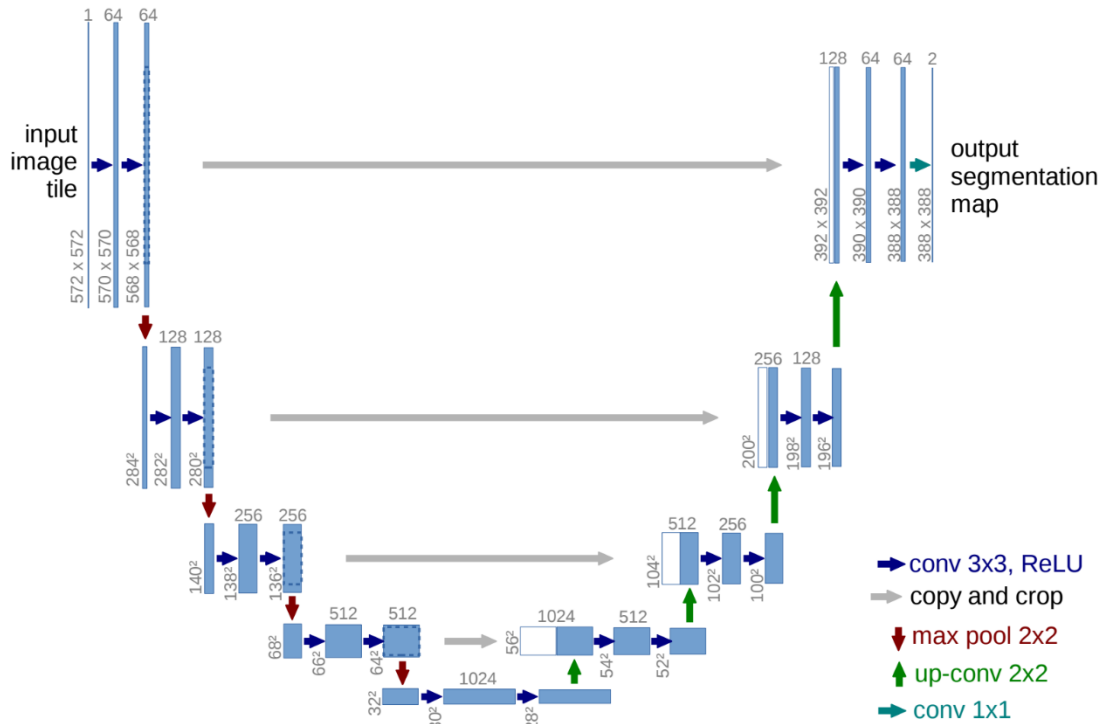 1 64 64
128 64 64 2
input
image
tile
output
segmentation
map
572 x 572
570 x 570
568 x 568
392 x 392
390 x 390
388 x 388
388 x 388
128 128
256 128
284²
282²
280²
200²
198²
196²
256 256
512 256
140²
138²
136²
104²
102²
100²
conv 3x3, ReLU
copy and crop
max pool 2x2
up-conv 2x2
conv 1x1
512 512
1024 512
68²
66²
64²
56²
54²
52²
1024
32²